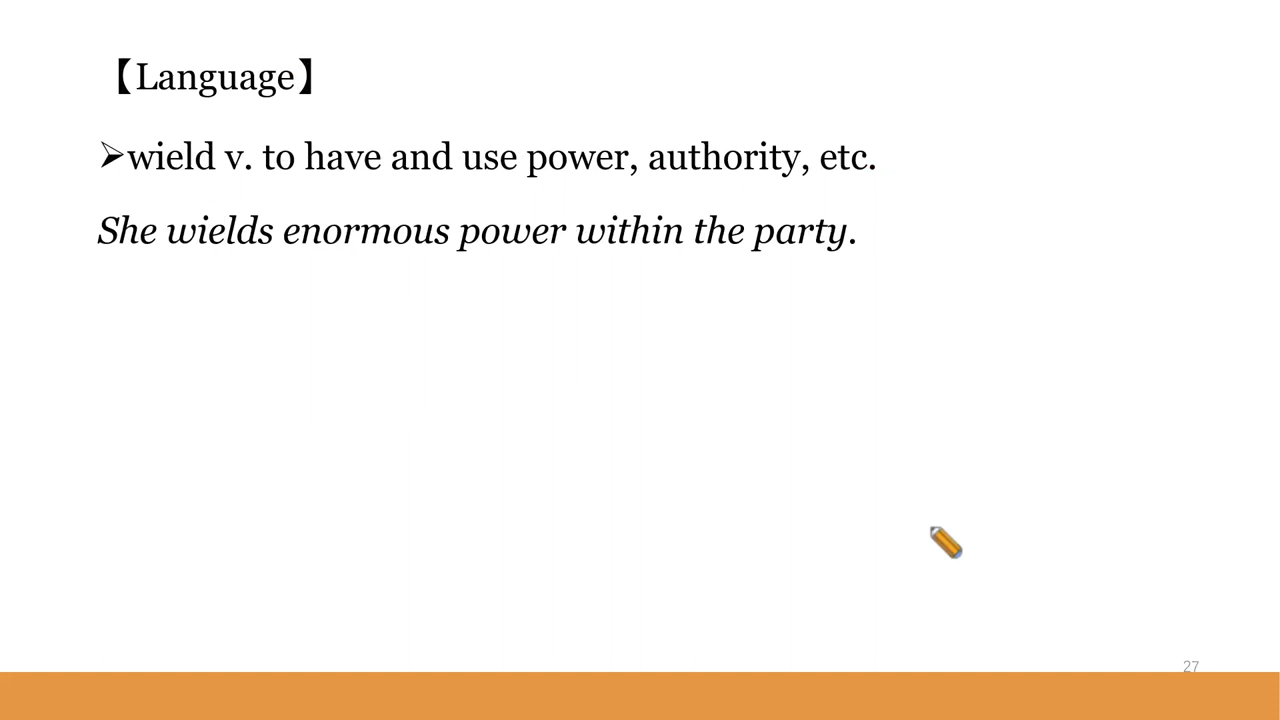 【Language】
➢wield v. to have and use power, authority, etc.
She wields enormous power within the party.
27